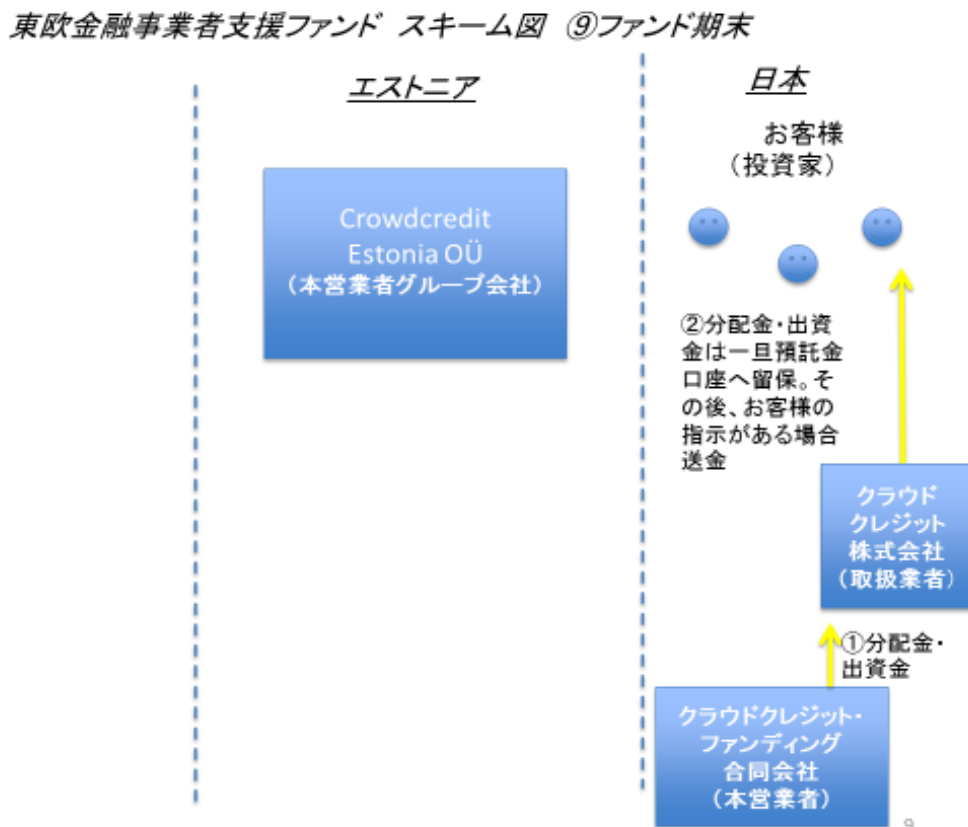 東欧金融事業者支援ファンド スキーム図 ⑨ファンド期末
エストニア
日本
お客様
（投資家）
Crowdcredit
Estonia OÜ
（本営業者グループ会社）
②分配金・出資
金は一旦預託金
口座へ留保。そ
の後、お客様の
指示がある場合
送金
クラウド
クレジット
株式会社
（取扱業者）
①分配金・
出資金
クラウドクレジット・
ファンディング
合同会社
（本営業者）
9